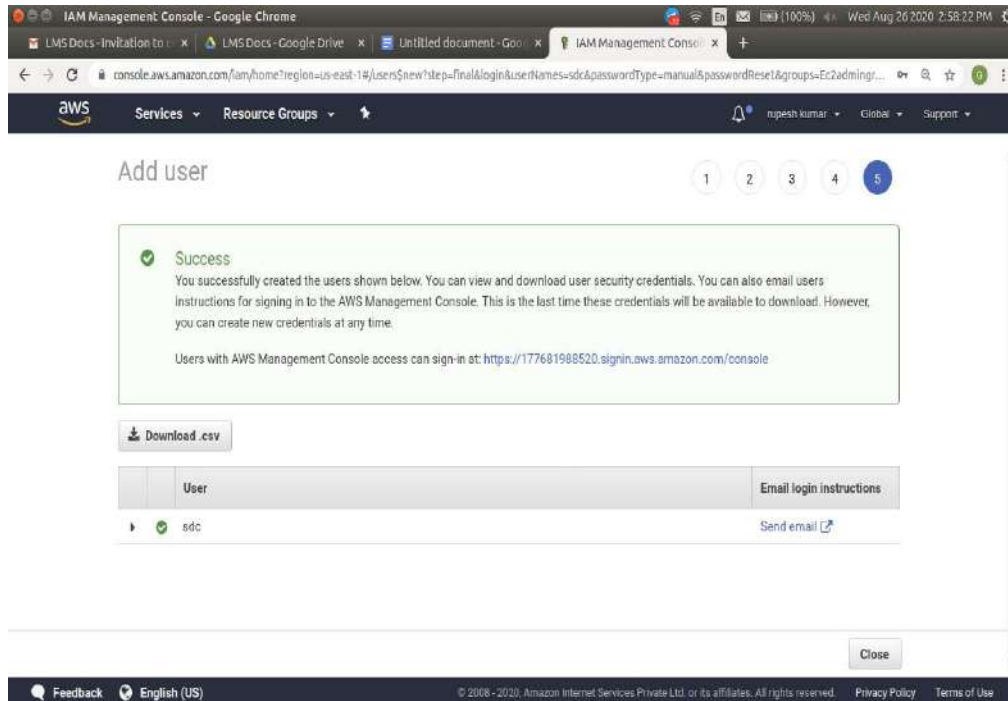 IAM Management Console - Google Chrome
En (100%) Wed Aug 26 2020 2:58:22 PM
LMS Docs - Invitation to x LMS Docs - Google Drive x Untitled document - Goo x IAM Management Consol x +
console.aws.amazon.com/iam/home?region=us-east-1#/users$new?step=final&login&userNames=sdc&passwordType=manual&passwordReset&groups=Ec2admingr... G
aws Services Resource Groups rupesh kumar Global Support
Add user 1 2 3 4 5
Success
You successfully created the users shown below. You can view and download user security credentials. You can also email users
instructions for signing in to the AWS Management Console. This is the last time these credentials will be available to download. However,
you can create new credentials at any time.
Users with AWS Management Console access can sign-in at: https://177681988520.signin.aws.amazon.com/console
Download .csv
User Email login instructions
sdc Send email
Close
Feedback English (US) © 2008 - 2020, Amazon Internet Services Private Ltd. or its affiliates. All rights reserved. Privacy Policy Terms of Use